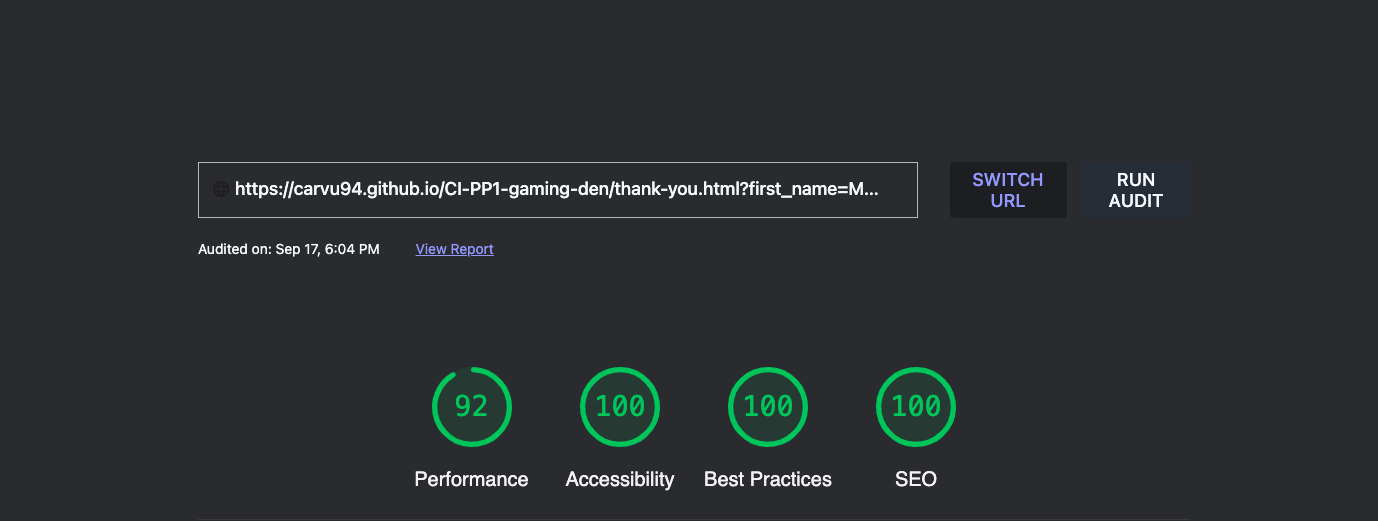 https://carvu94.github.io/CI-PP1-gaming-den/thank-you.html?first_name=M...
SWITCH
URL
RUN
AUDIT
Audited on: Sep 17, 6:04 PM
View Report
92
100
100
100
Performance
Accessibility
Best Practices
SEO